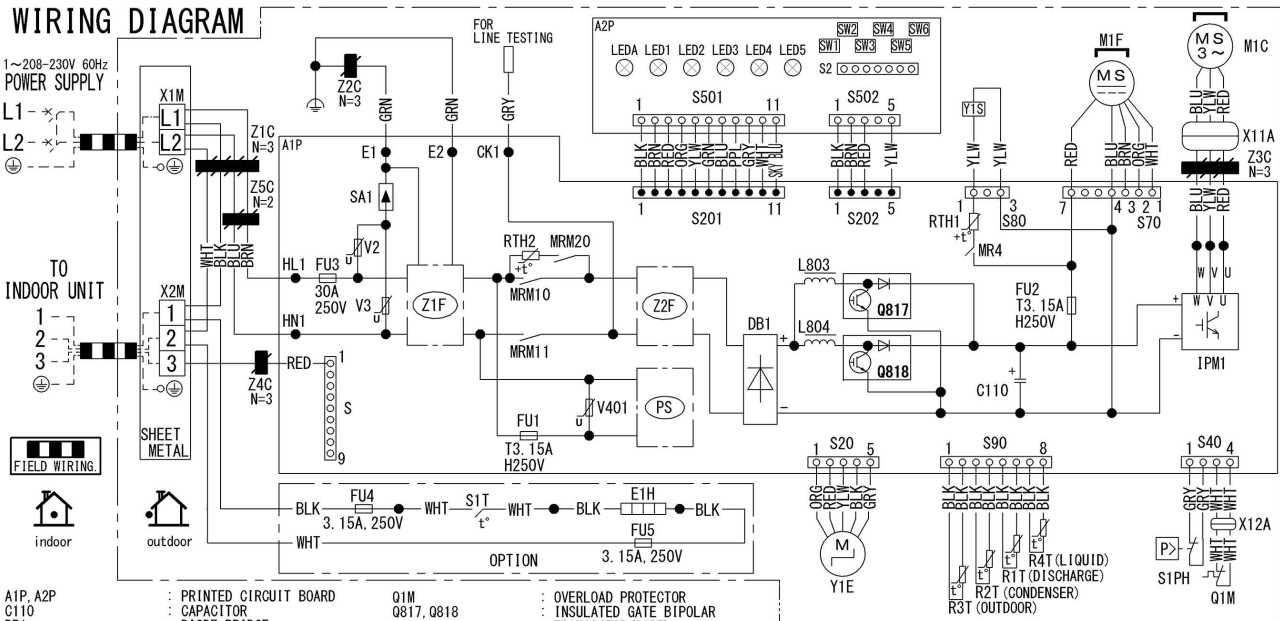 WIRING DIAGRAM
1～208-230V 60Hz
POWER SUPPLY
L1
L2
X1M
L1
L2
Z1C
N=3
Z5C
N=2
WHT
BLK
BLU
BRN
TO
INDOOR UNIT
1
2
3
X2M
1
2
3
Z4C
N=3
RED
SHEET
METAL
FIELD WIRING.
indoor
outdoor
FOR
LINE TESTING
Z2C
N=3
GRN
GRN
GRY
A1P
E1
E2
CK1
SA1
V2
U
HL1
FU3
30A
250V
V3
U
HN1
Z1F
RTH2
+t°
MRM20
MRM10
MRM11
Z2F
V401
U
PS
FU1
T3.15A
H250V
1
S
9
DB1
+
-
L803
L804
Q817
Q818
+
C110
A2P
LEDA
LED1
LED2
LED3
LED4
LED5
SW2
SW4
SW6
SW1
SW3
SW5
S2
1
S501
11
1
S502
5
BLK
BRN
RED
ORG
YLW
GRN
BLU
PPL
GRY
WHT
SKY BLU
BLK
BRN
RED
YLW
1
S201
11
1
S202
5
Y1S
YLW
YLW
1
3
S80
RTH1
+t°
MR4
M1F
MS
RED
BLU
BRN
ORG
WHT
7
4
3
2
1
S70
FU2
T3.15A
H250V
MS
3～
M1C
BLU
YLW
RED
X11A
Z3C
N=3
BLU
YLW
RED
W
V
U
W V U
+
-
IPM1
1
S20
5
ORG
RED
YLW
BLK
GRY
M
Y1E
1
S90
8
BLK
BLK
BLK
BLK
BLK
BLK
BLK
BLK
t°
t°
t°
t°
R4T (LIQUID)
R1T (DISCHARGE)
R2T (CONDENSER)
R3T (OUTDOOR)
1
S40
4
GRY
GRY
WHT
WHT
X12A
WHT
WHT
P>
S1PH
Q1M
BLK
FU4
3.15A, 250V
WHT
S1T
t°
WHT
BLK
E1H
BLK
WHT
FU5
3.15A, 250V
OPTION
A1P, A2P : PRINTED CIRCUIT BOARD
C110 : CAPACITOR
Q1M : OVERLOAD PROTECTOR
Q817, Q818 : INSULATED GATE BIPOLAR